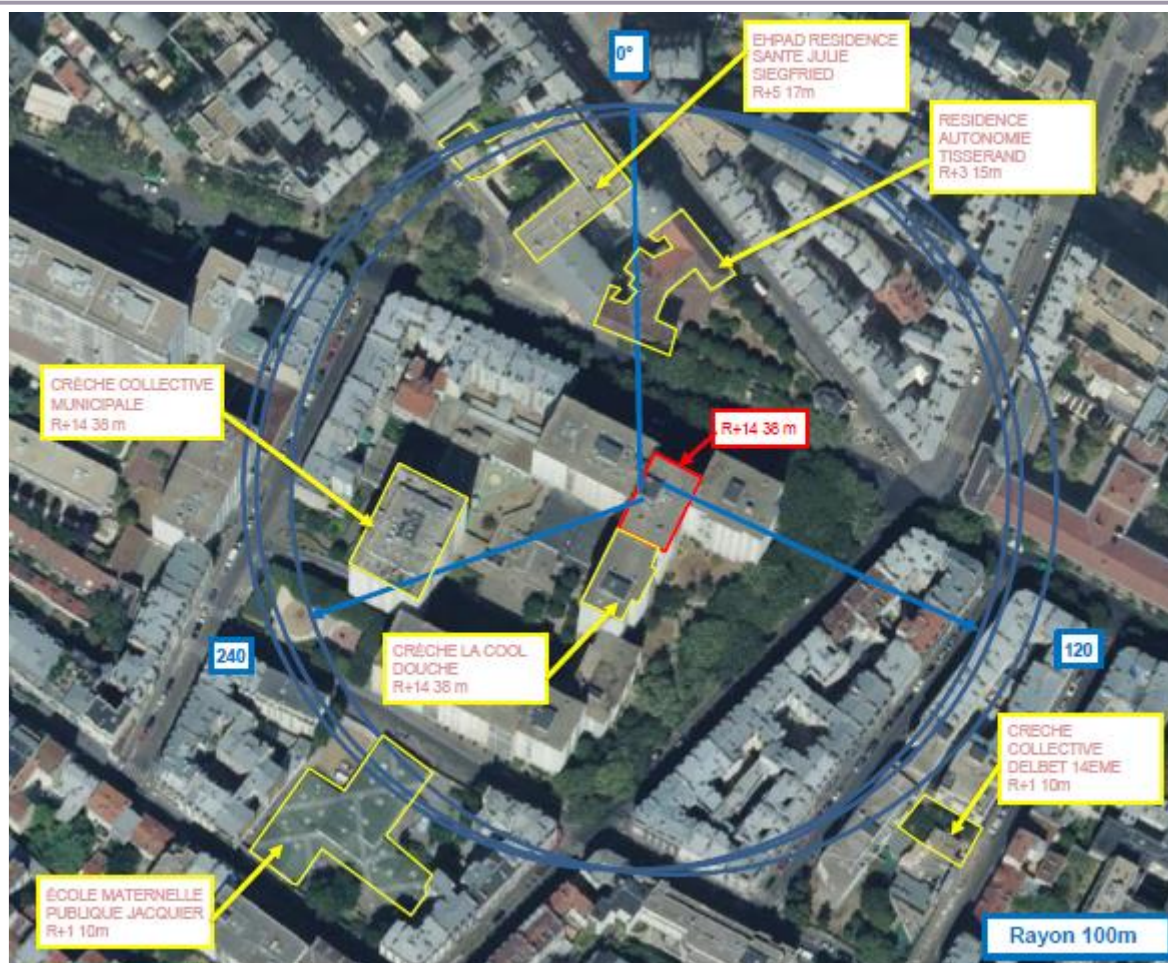 0°
EHPAD RESIDENCE
SANTE JULIE
SIEGFRIED
R+5 17m
RESIDENCE
AUTONOMIE
TISSERAND
R+3 15m
CRÈCHE COLLECTIVE
MUNICIPALE
R+14 38 m
R+14 38 m
CRÈCHE LA COOL
DOUCHE
R+14 38 m
240
120
CRECHE
COLLECTIVE
DELBET 14EME
R+1 10m
ÉCOLE MATERNELLE
PUBLIQUE JACQUIER
R+1 10m
Rayon 100m